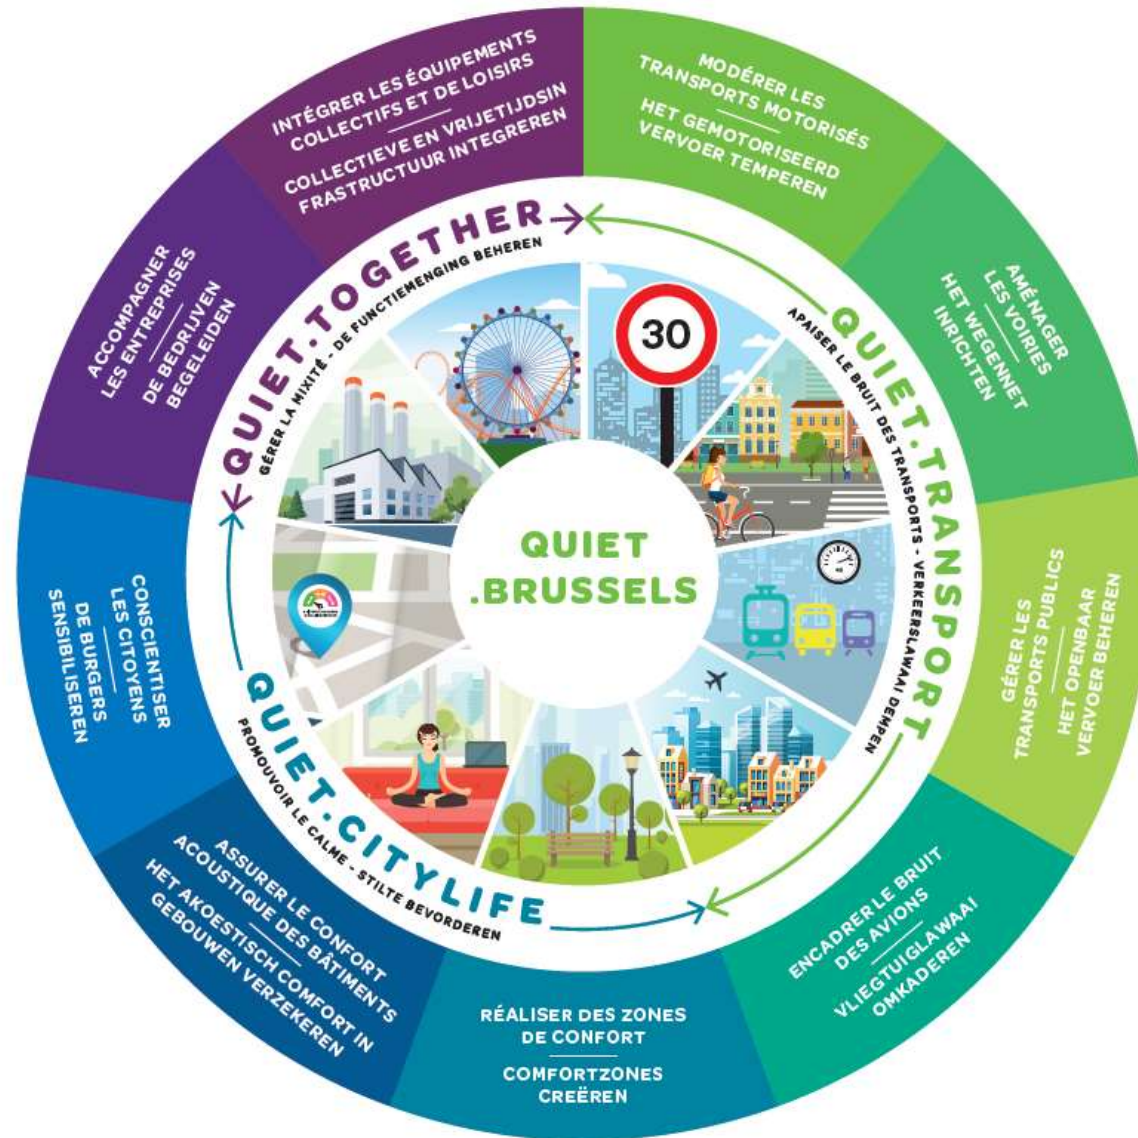 QUIET
.BRUSSELS
QUIET.TRANSPORT
APAISER LE BRUIT DES TRANSPORTS - VERKEERSLAWAAI DEMPEN
MODÉRER LES
TRANSPORTS MOTORISÉS
HET GEMOTORISEERD
VERVOER TEMPEREN
30
AMÉNAGER
LES VOIRIES
HET WEGENNET
INRICHTEN
GÉRER LES
TRANSPORTS PUBLICS
HET OPENBAAR
VERVOER BEHEREN
ENCADRER LE BRUIT
DES AVIONS
VLIEGTUIGLAWAAI
OMKADEREN
QUIET.CITYLIFE
PROMOUVOIR LE CALME - STILTE BEVORDEREN
RÉALISER DES ZONES
DE CONFORT
COMFORTZONES
CREËREN
ASSURER LE CONFORT
ACOUSTIQUE DES BÂTIMENTS
HET AKOESTISCH COMFORT IN
GEBOUWEN VERZEKEREN
CONSCIENTISER
LES CITOYENS
DE BURGERS
SENSIBILISEREN
QUIET.TOGETHER
GÉRER LA MIXITÉ - DE FUNCTIEMENGING BEHEREN
ACCOMPAGNER
LES ENTREPRISES
DE BEDRIJVEN
BEGELEIDEN
INTÉGRER LES ÉQUIPEMENTS
COLLECTIFS ET DE LOISIRS
COLLECTIEVE EN VRIJETIJDSIN
FRASTRUCTUUR INTEGREREN